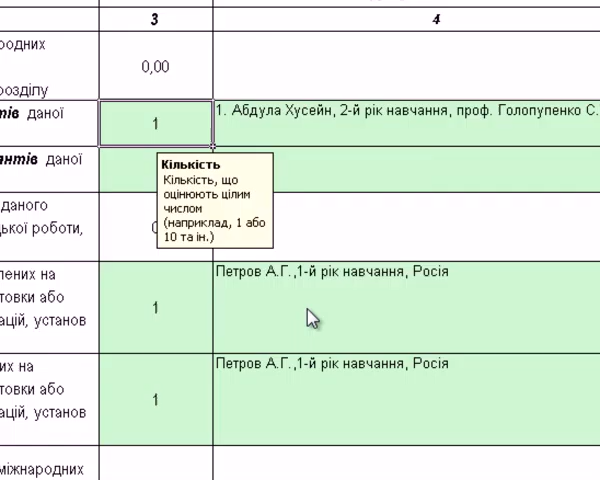 3 4
родних
0,00
розділу
тів даної
1
1. Абдула Хусейн, 2-й рік навчання, проф. Голопупенко С.
антів даної
Кількість
Кількість, що
оцінюють цілим
числом
(наприклад, 1 або
10 та ін.)
даного
ської роботи,
лених на
товки або
ацій, установ
1
Петров А.Г.,1-й рік навчання, Росія
их на
товки або
ацій, установ
1
Петров А.Г.,1-й рік навчання, Росія
міжнародних